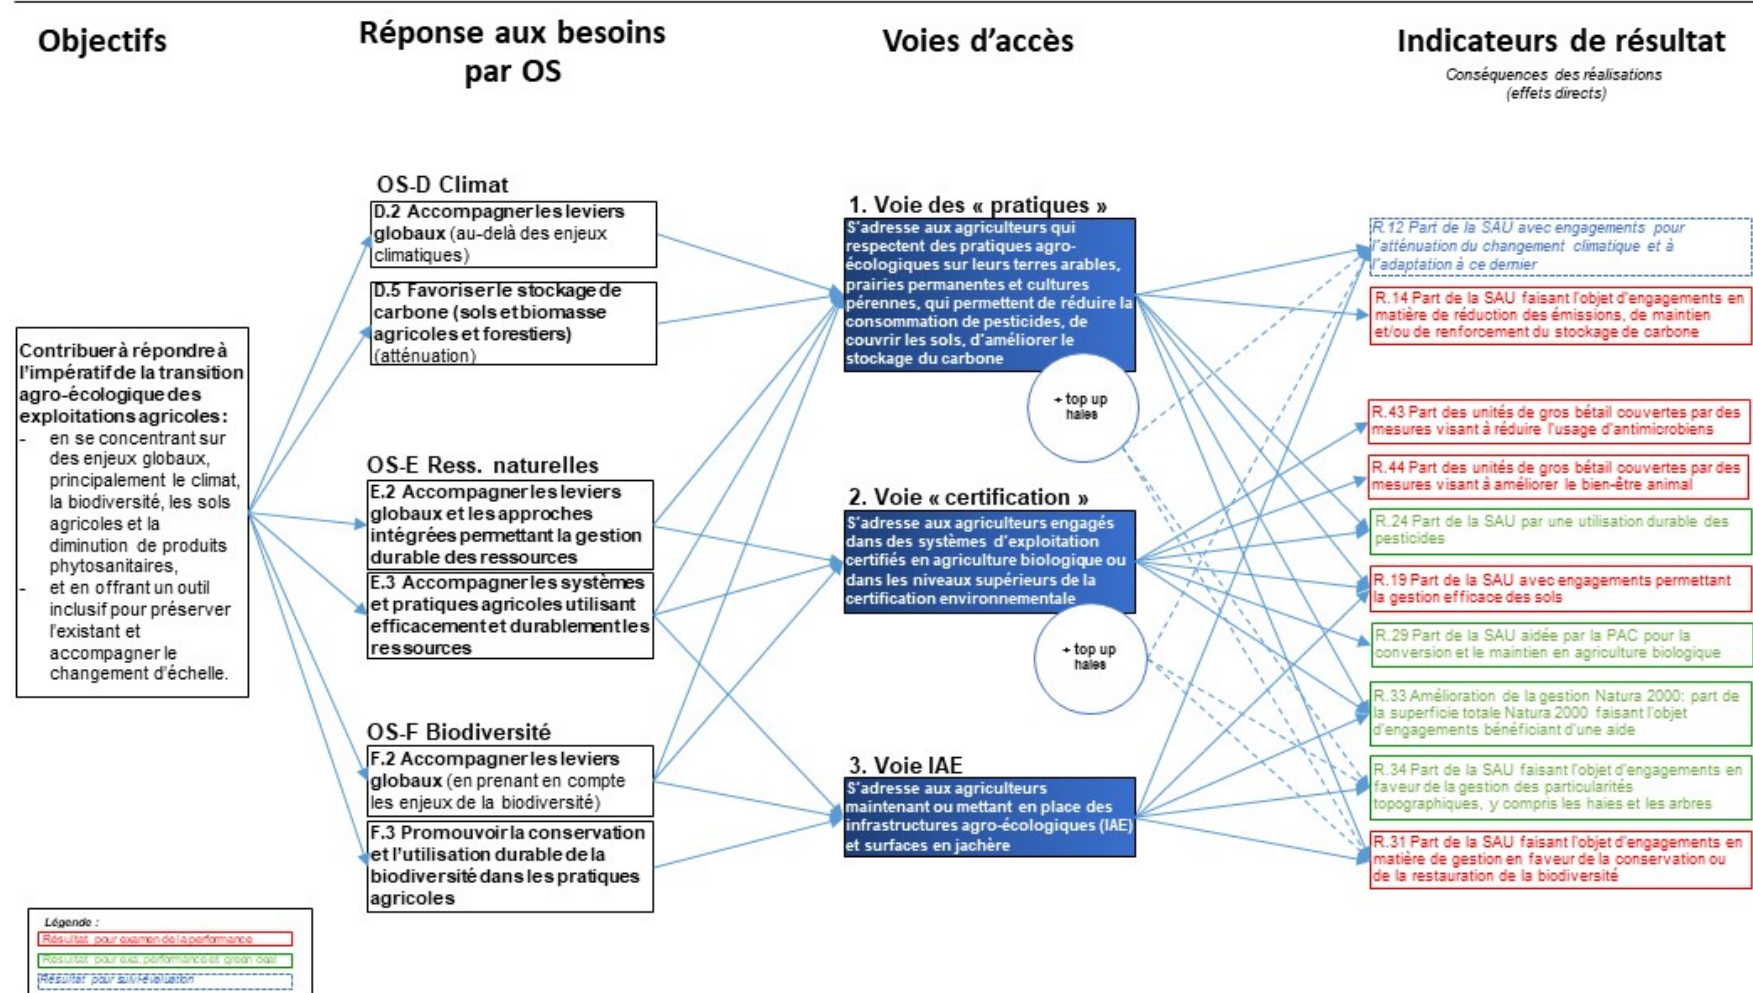 Objectifs
Réponse aux besoins
par OS
Voies d’accès
Indicateurs de résultat
Conséquences des réalisations
(effets directs)
Contribuer à répondre à
l’impératif de la transition
agro-écologique des
exploitations agricoles :
- en se concentrant sur
des enjeux globaux,
principalement le climat,
la biodiversité, les sols
agricoles et la
diminution de produits
phytosanitaires,
- et en offrant un outil
inclusif pour préserver
l’existant et
accompagner le
changement d’échelle.
OS-D Climat
D.2 Accompagner les leviers
globaux (au-delà des enjeux
climatiques)
D.5 Favoriser le stockage de
carbone (sols et biomasse
agricoles et forestiers)
(atténuation)
OS-E Ress. naturelles
E.2 Accompagner les leviers
globaux et les approches
intégrées permettant la gestion
durable des ressources
E.3 Accompagner les systèmes
et pratiques agricoles utilisant
efficacement et durablement les
ressources
OS-F Biodiversité
F.2 Accompagner les leviers
globaux (en prenant en compte
les enjeux de la biodiversité)
F.3 Promouvoir la conservation
et l’utilisation durable de la
biodiversité dans les pratiques
agricoles
1. Voie des « pratiques »
S’adresse aux agriculteurs qui
respectent des pratiques agro-
écologiques sur leurs terres arables,
prairies permanentes et cultures
pérennes, qui permettent de réduire la
consommation de pesticides, de
couvrir les sols, d’améliorer le
stockage du carbone
+ top up
haies
2. Voie « certification »
S’adresse aux agriculteurs engagés
dans des systèmes d’exploitation
certifiés en agriculture biologique ou
dans les niveaux supérieurs de la
certification environnementale
+ top up
haies
3. Voie IAE
S’adresse aux agriculteurs
maintenant ou mettant en place des
infrastructures agro-écologiques (IAE)
et surfaces en jachère
R.12 Part de la SAU avec engagements pour
l’atténuation du changement climatique et à
l’adaptation à ce dernier
R.14 Part de la SAU faisant l’objet d’engagements en
matière de réduction des émissions, de maintien
et/ou de renforcement du stockage de carbone
R.43 Part des unités de gros bétail couvertes par des
mesures visant à réduire l’usage d’antimicrobiens
R.44 Part des unités de gros bétail couvertes par des
mesures visant à améliorer le bien-être animal
R.24 Part de la SAU par une utilisation durable des
pesticides
R.19 Part de la SAU avec engagements permettant
la gestion efficace des sols
R.29 Part de la SAU aidée par la PAC pour la
conversion et le maintien en agriculture biologique
R.33 Amélioration de la gestion Natura 2000: part de
la superficie totale Natura 2000 faisant l’objet
d’engagements bénéficiant d’une aide
R.34 Part de la SAU faisant l’objet d’engagements en
faveur de la gestion des particularités
topographiques, y compris les haies et les arbres
R.31 Part de la SAU faisant l’objet d’engagements en
matière de gestion en faveur de la conservation ou
de la restauration de la biodiversité
Légende :
Résultat pour examen de la performance
Résultat pour exa. performance et green deal
Résultat pour suivi-évaluation